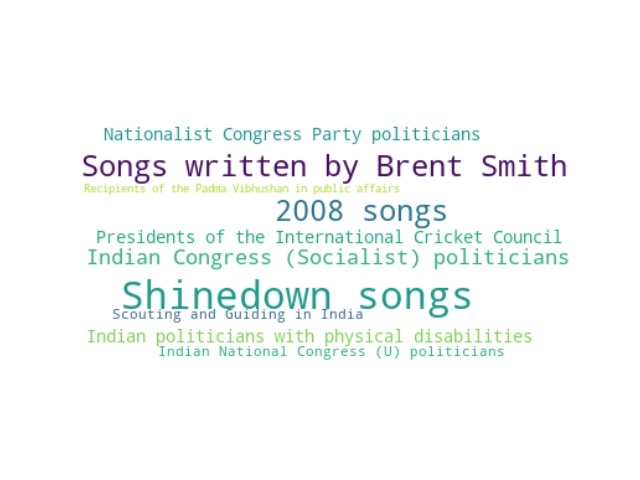 Nationalist Congress Party politicians
Songs written by Brent Smith
Recipients of the Padma Vibhushan in public affairs
2008 songs
Presidents of the International Cricket Council
Indian Congress (Socialist) politicians
Shinedown songs
Scouting and Guiding in India
Indian politicians with physical disabilities
Indian National Congress (U) politicians